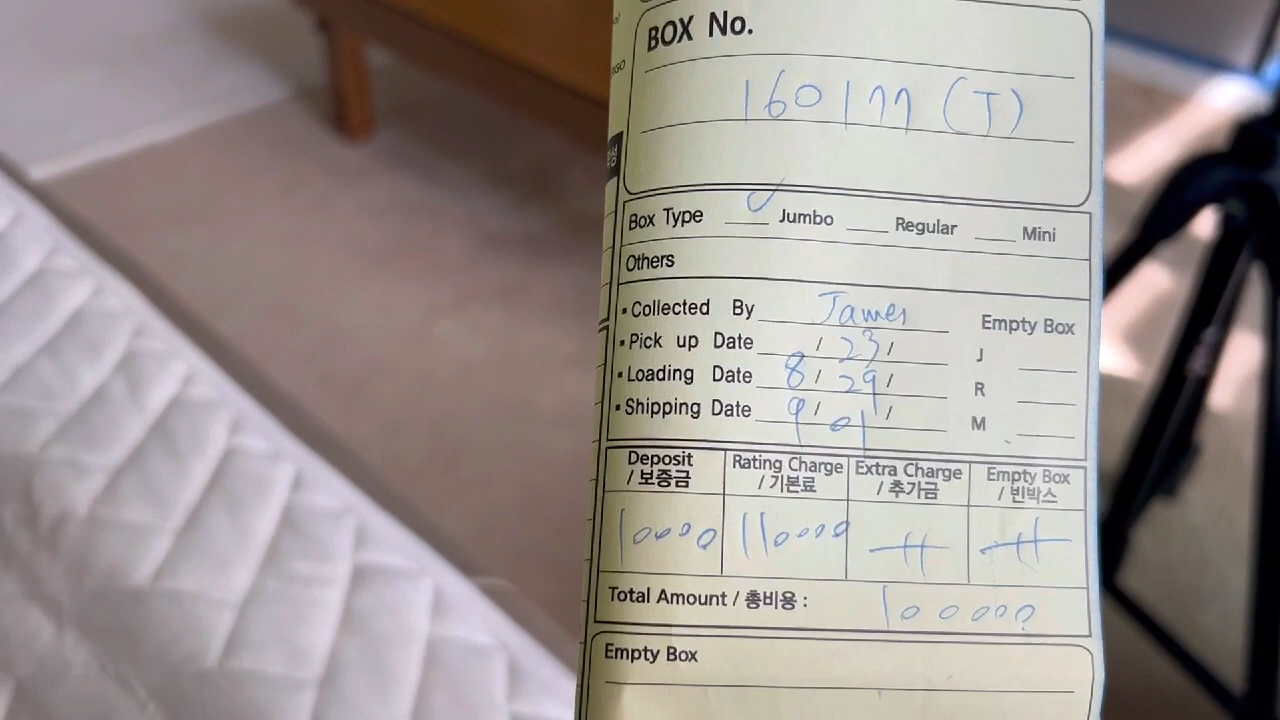 BOX No.
160177 (J)
Box Type ✓ Jumbo ___ Regular ___ Mini
Others
▪ Collected By James Empty Box
▪ Pick up Date / 23 / J
▪ Loading Date 8 / 29 / R
▪ Shipping Date 9 / 01 / M
Deposit / 보증금 Rating Charge / 기본료 Extra Charge / 추가금 Empty Box / 빈박스
10000 110000
Total Amount / 총비용 : 100000
Empty Box